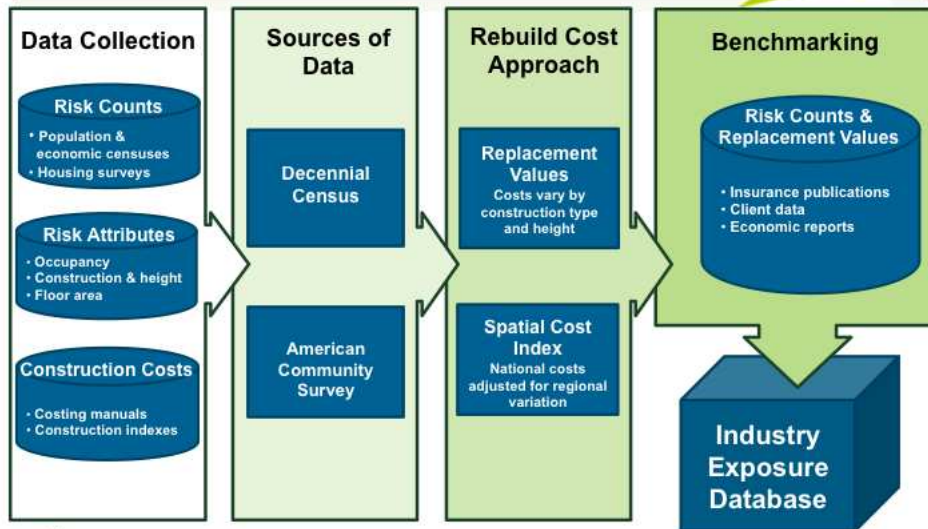 Data Collection
Risk Counts
• Population &
economic censuses
• Housing surveys
Risk Attributes
• Occupancy
• Construction & height
• Floor area
Construction Costs
• Costing manuals
• Construction indexes
Sources of
Data
Decennial
Census
American
Community
Survey
Rebuild Cost
Approach
Replacement
Values
Costs vary by
construction type
and height
Spatial Cost
Index
National costs
adjusted for regional
variation
Benchmarking
Risk Counts &
Replacement Values
• Insurance publications
• Client data
• Economic reports
Industry
Exposure
Database